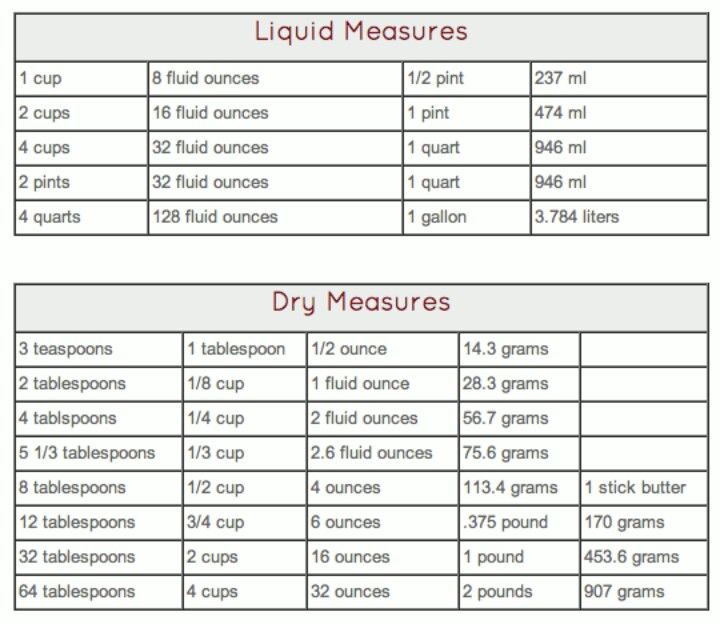 Liquid Measures
1 cup 8 fluid ounces 1/2 pint 237 ml
2 cups 16 fluid ounces 1 pint 474 ml
4 cups 32 fluid ounces 1 quart 946 ml
2 pints 32 fluid ounces 1 quart 946 ml
4 quarts 128 fluid ounces 1 gallon 3.784 liters
Dry Measures
3 teaspoons 1 tablespoon 1/2 ounce 14.3 grams
2 tablespoons 1/8 cup 1 fluid ounce 28.3 grams
4 tablspoons 1/4 cup 2 fluid ounces 56.7 grams
5 1/3 tablespoons 1/3 cup 2.6 fluid ounces 75.6 grams
8 tablespoons 1/2 cup 4 ounces 113.4 grams 1 stick butter
12 tablespoons 3/4 cup 6 ounces .375 pound 170 grams
32 tablespoons 2 cups 16 ounces 1 pound 453.6 grams
64 tablespoons 4 cups 32 ounces 2 pounds 907 grams